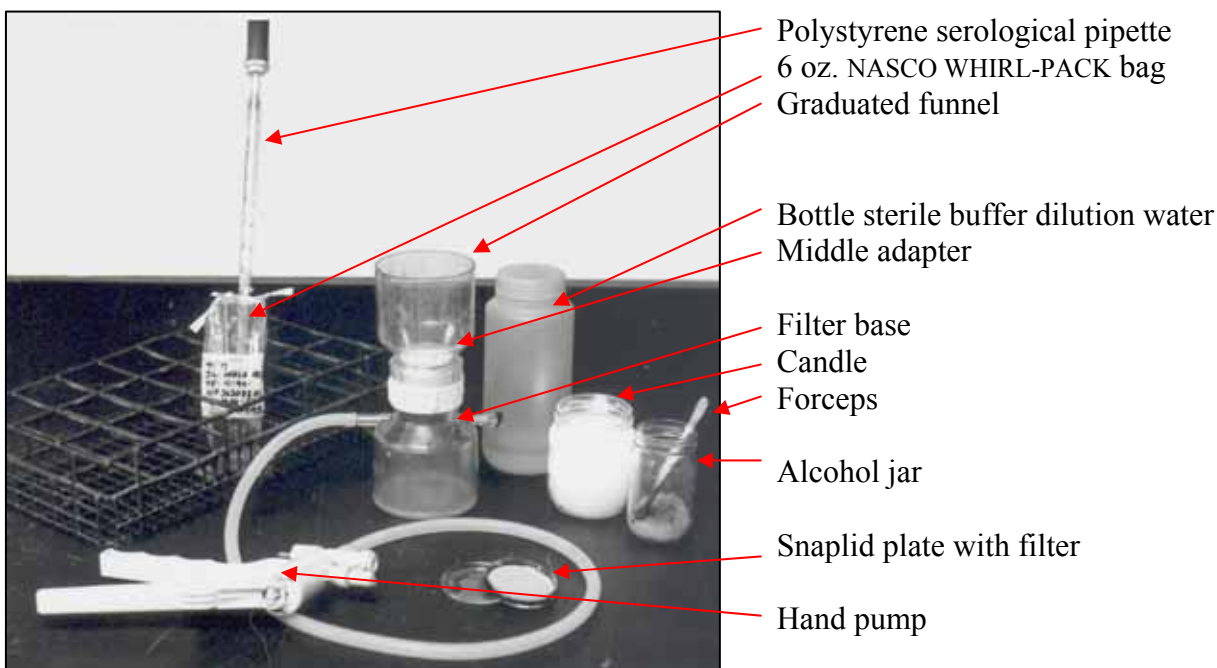 Polystyrene serological pipette
6 oz. NASCO WHIRL-PACK bag
Graduated funnel
Bottle sterile buffer dilution water
Middle adapter
Filter base
Candle
Forceps
Alcohol jar
Snaplid plate with filter
Hand pump